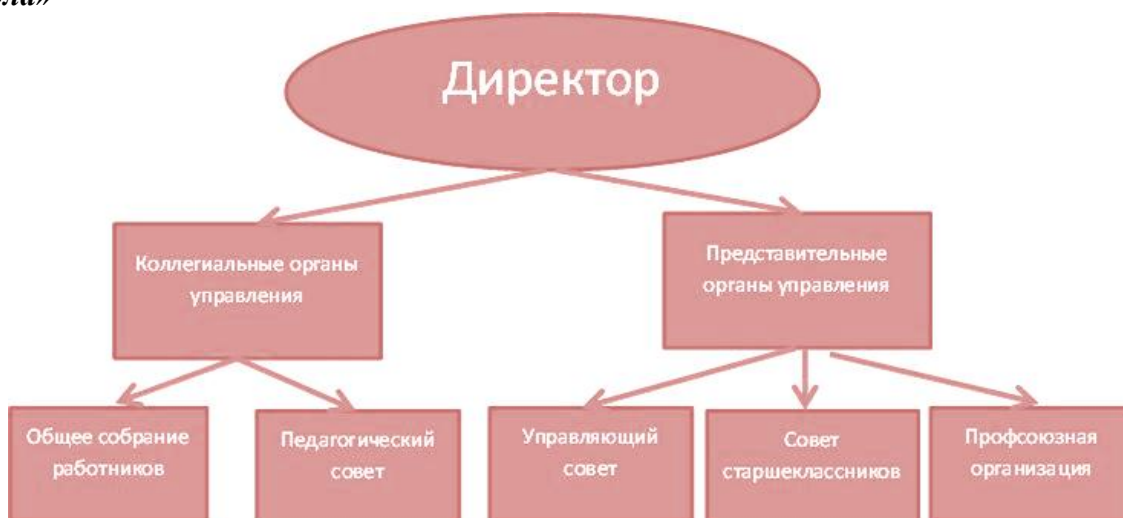 Директор
Коллегиальные органы
управления
Представительные
органы управления
Общее собрание
работников
Педагогический
совет
Управляющий
совет
Совет
старшеклассников
Профсоюзная
организация